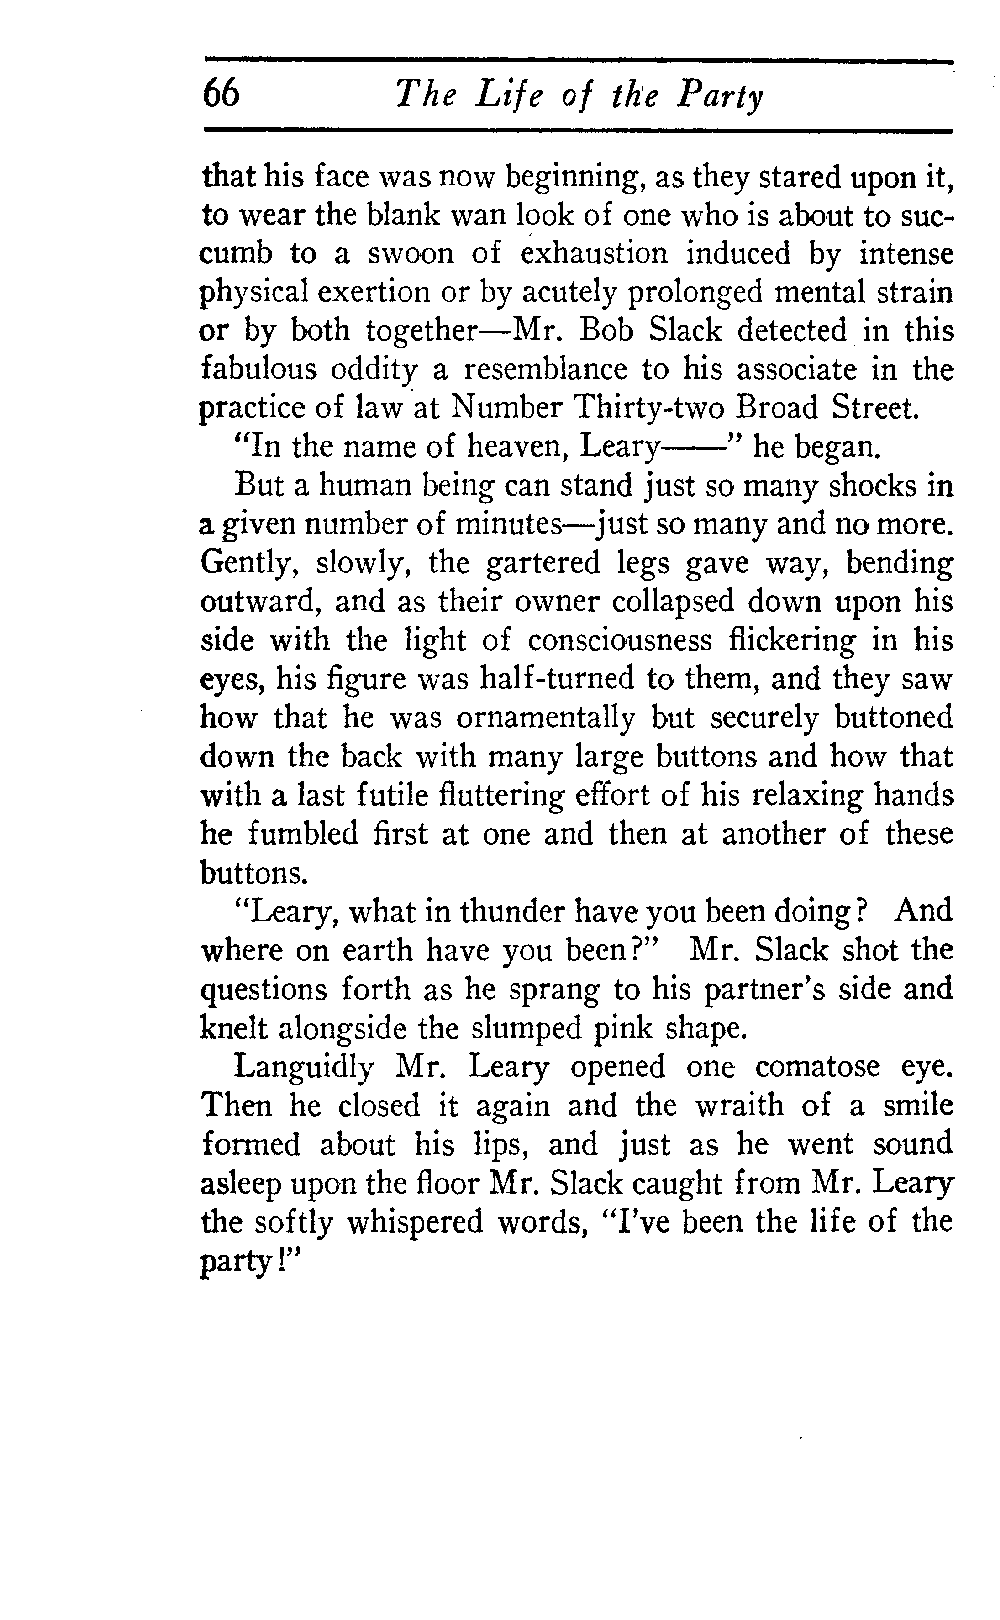 66 The Life of the Party
that his face was now beginning, as they stared upon it,
to wear the blank wan look of one who is about to suc-
cumb to a swoon of exhaustion induced by intense
physical exertion or by acutely prolonged mental strain
or by both together—Mr. Bob Slack detected in this
fabulous oddity a resemblance to his associate in the
practice of law at Number Thirty-two Broad Street.
"In the name of heaven, Leary——" he began.
But a human being can stand just so many shocks in
a given number of minutes—just so many and no more.
Gently, slowly, the gartered legs gave way, bending
outward, and as their owner collapsed down upon his
side with the light of consciousness flickering in his
eyes, his figure was half-turned to them, and they saw
how that he was ornamentally but securely buttoned
down the back with many large buttons and how that
with a last futile fluttering effort of his relaxing hands
he fumbled first at one and then at another of these
buttons.
"Leary, what in thunder have you been doing? And
where on earth have you been?" Mr. Slack shot the
questions forth as he sprang to his partner's side and
knelt alongside the slumped pink shape.
Languidly Mr. Leary opened one comatose eye.
Then he closed it again and the wraith of a smile
formed about his lips, and just as he went sound
asleep upon the floor Mr. Slack caught from Mr. Leary
the softly whispered words, "I've been the life of the
party!"